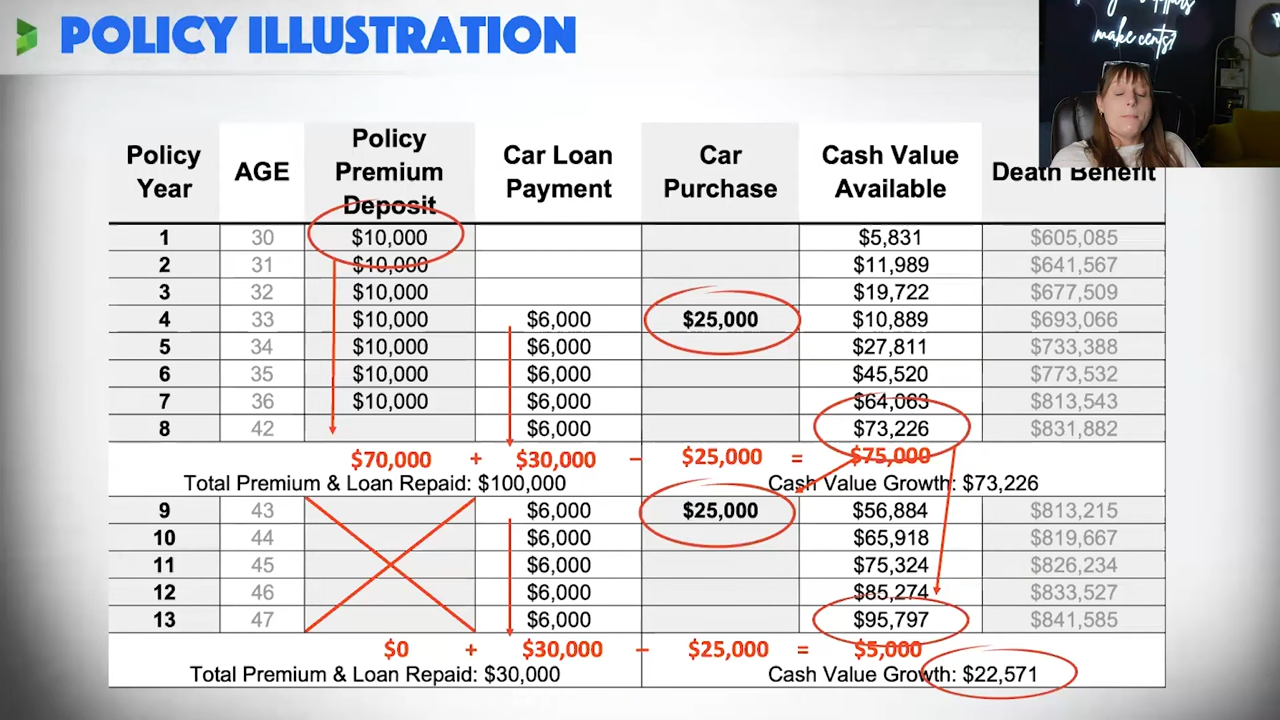 POLICY ILLUSTRATION
make cents?
Policy Year AGE Policy Premium Deposit Car Loan Payment Car Purchase Cash Value Available Death Benefit
1 30 $10,000 $5,831 $605,085
2 31 $10,000 $11,989 $641,567
3 32 $10,000 $19,722 $677,509
4 33 $10,000 $6,000 $25,000 $10,889 $693,066
5 34 $10,000 $6,000 $27,811 $733,388
6 35 $10,000 $6,000 $45,520 $773,532
7 36 $10,000 $6,000 $64,063 $813,543
8 42 $6,000 $73,226 $831,882
$70,000 + $30,000 – $25,000 = $75,000
Total Premium & Loan Repaid: $100,000 Cash Value Growth: $73,226
9 43 $6,000 $25,000 $56,884 $813,215
10 44 $6,000 $65,918 $819,667
11 45 $6,000 $75,324 $826,234
12 46 $6,000 $85,274 $833,527
13 47 $6,000 $95,797 $841,585
$0 + $30,000 – $25,000 = $5,000
Total Premium & Loan Repaid: $30,000 Cash Value Growth: $22,571